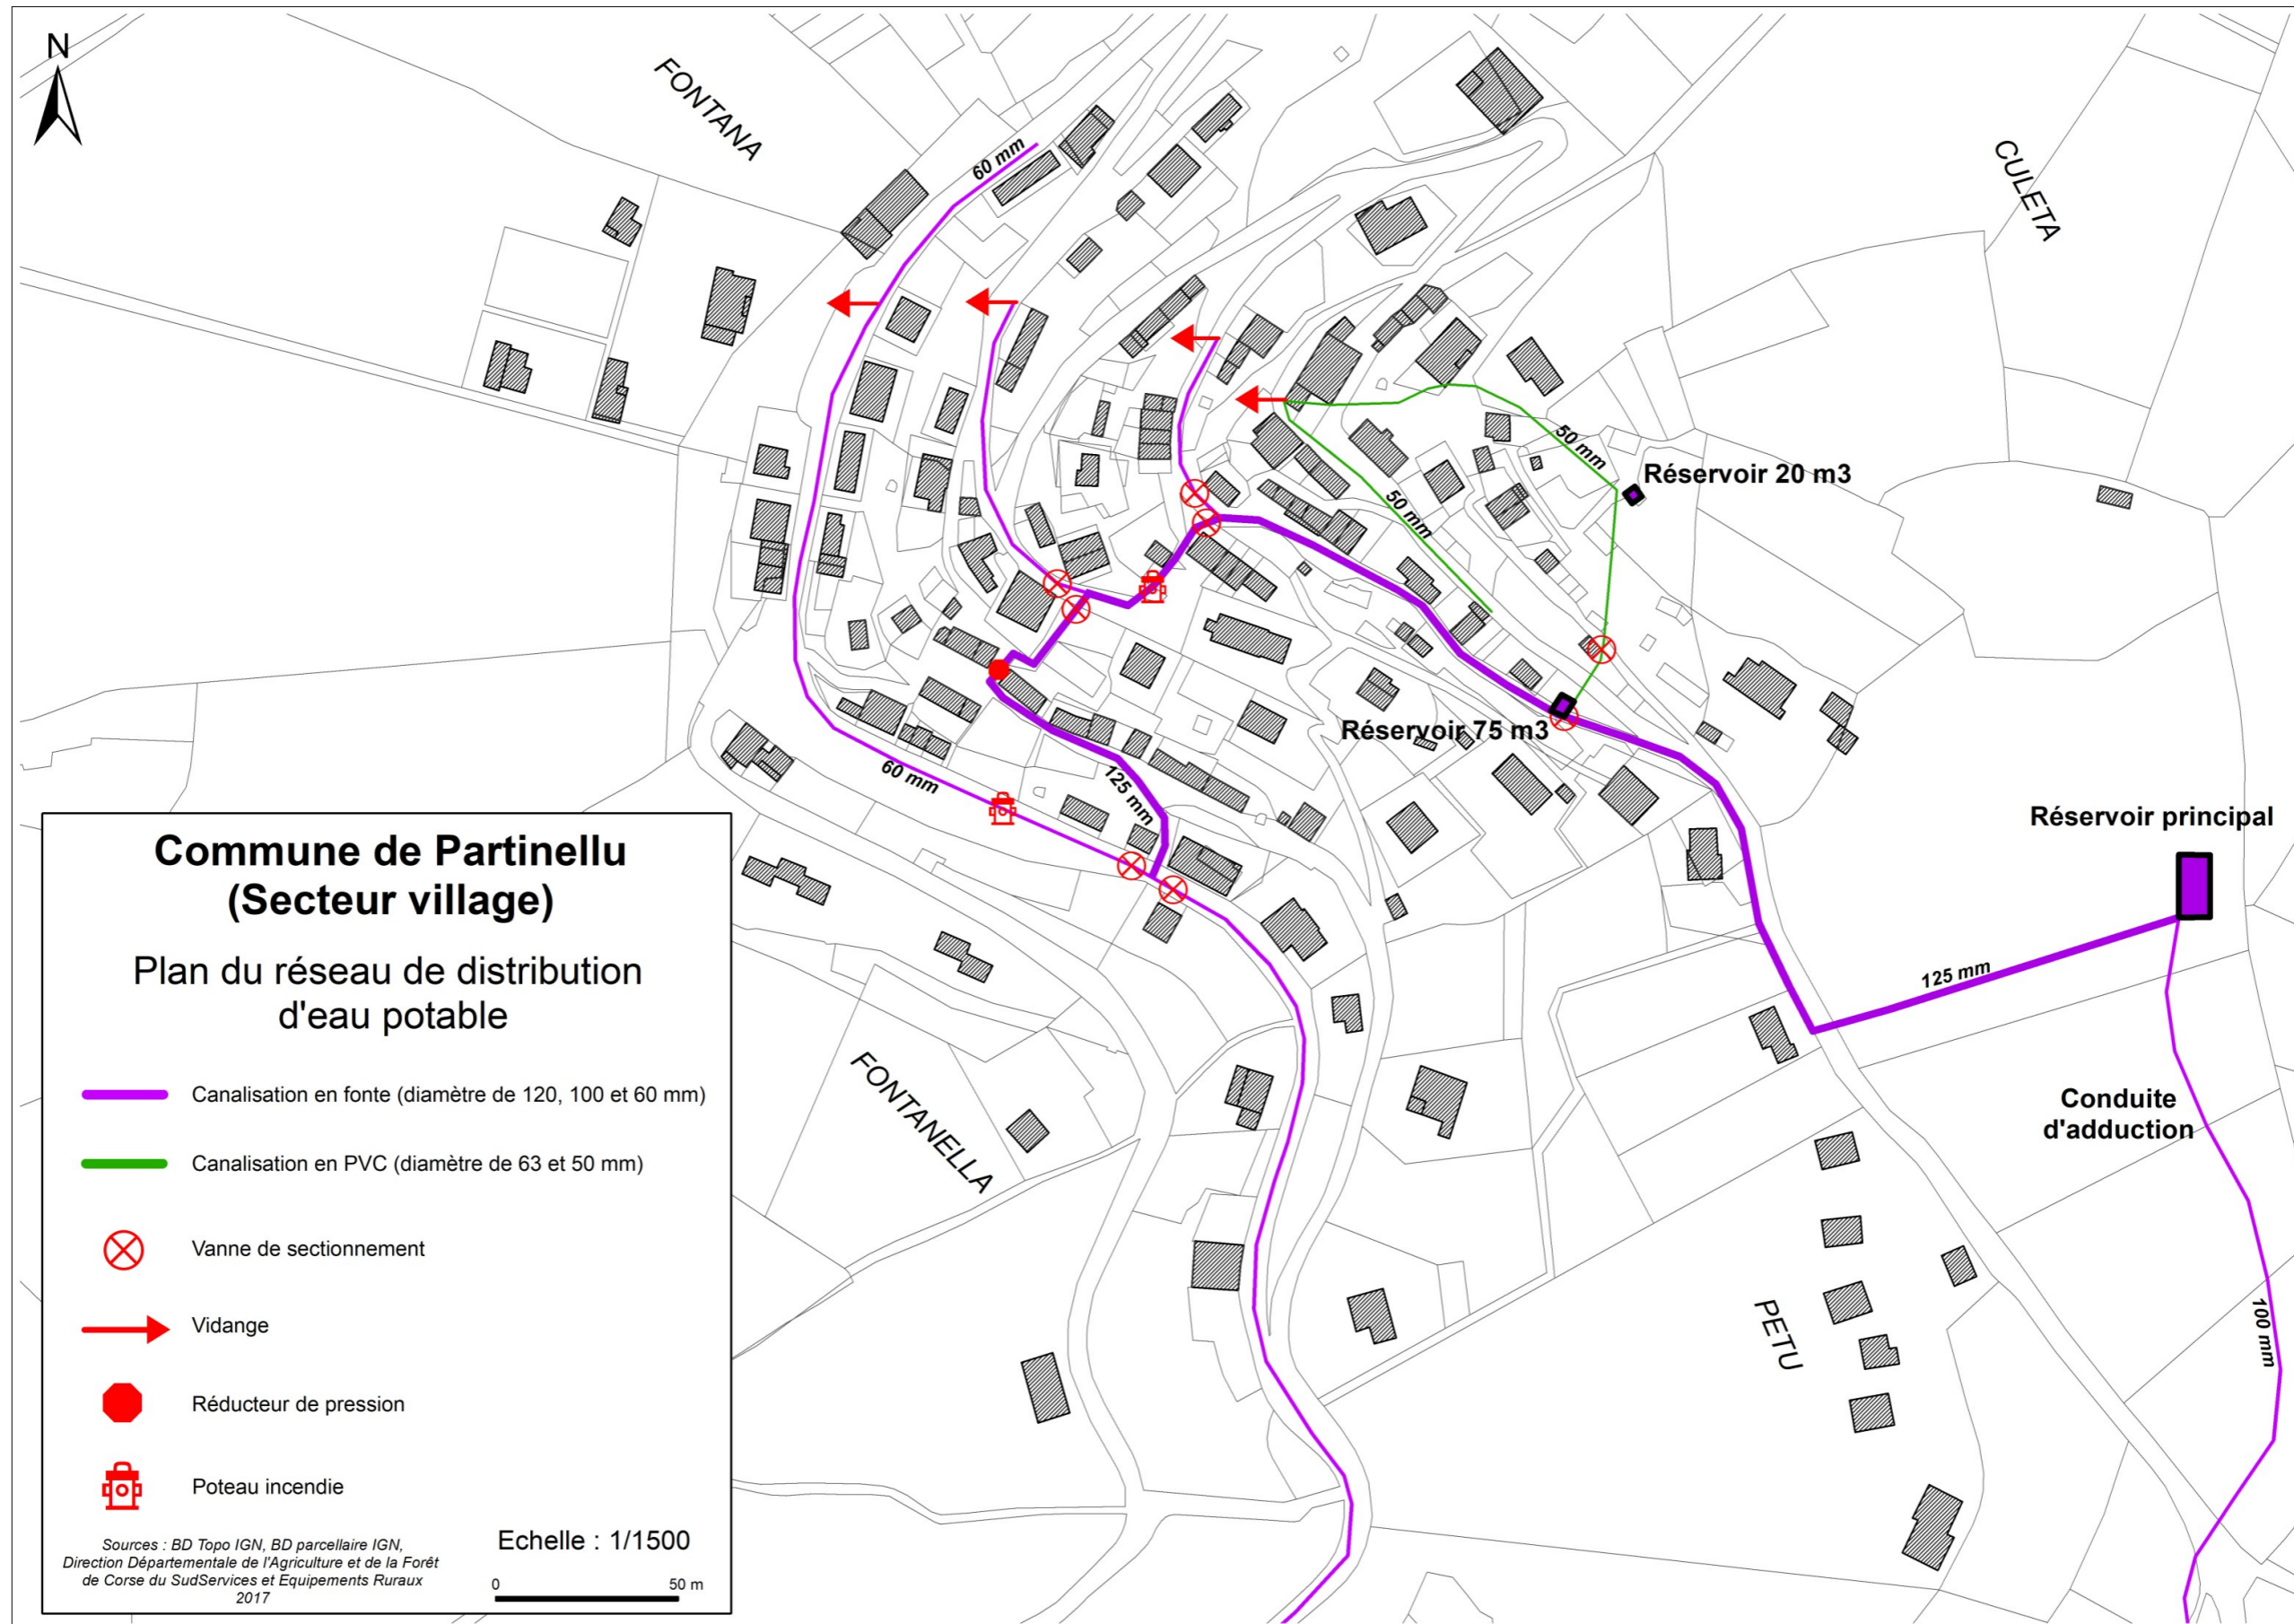 N
FONTANA
60 mm
CULETA
50 mm
Réservoir 20 m3
50 mm
Réservoir 75 m3
60 mm
125 mm
Réservoir principal
125 mm
Conduite
d'adduction
FONTANELLA
PETU
100 mm
Commune de Partinellu
(Secteur village)
Plan du réseau de distribution
d'eau potable
Canalisation en fonte (diamètre de 120, 100 et 60 mm)
Canalisation en PVC (diamètre de 63 et 50 mm)
Vanne de sectionnement
Vidange
Réducteur de pression
Poteau incendie
Sources : BD Topo IGN, BD parcellaire IGN,
Direction Départementale de l'Agriculture et de la Forêt
de Corse du SudServices et Equipements Ruraux
2017
Echelle : 1/1500
0 50 m